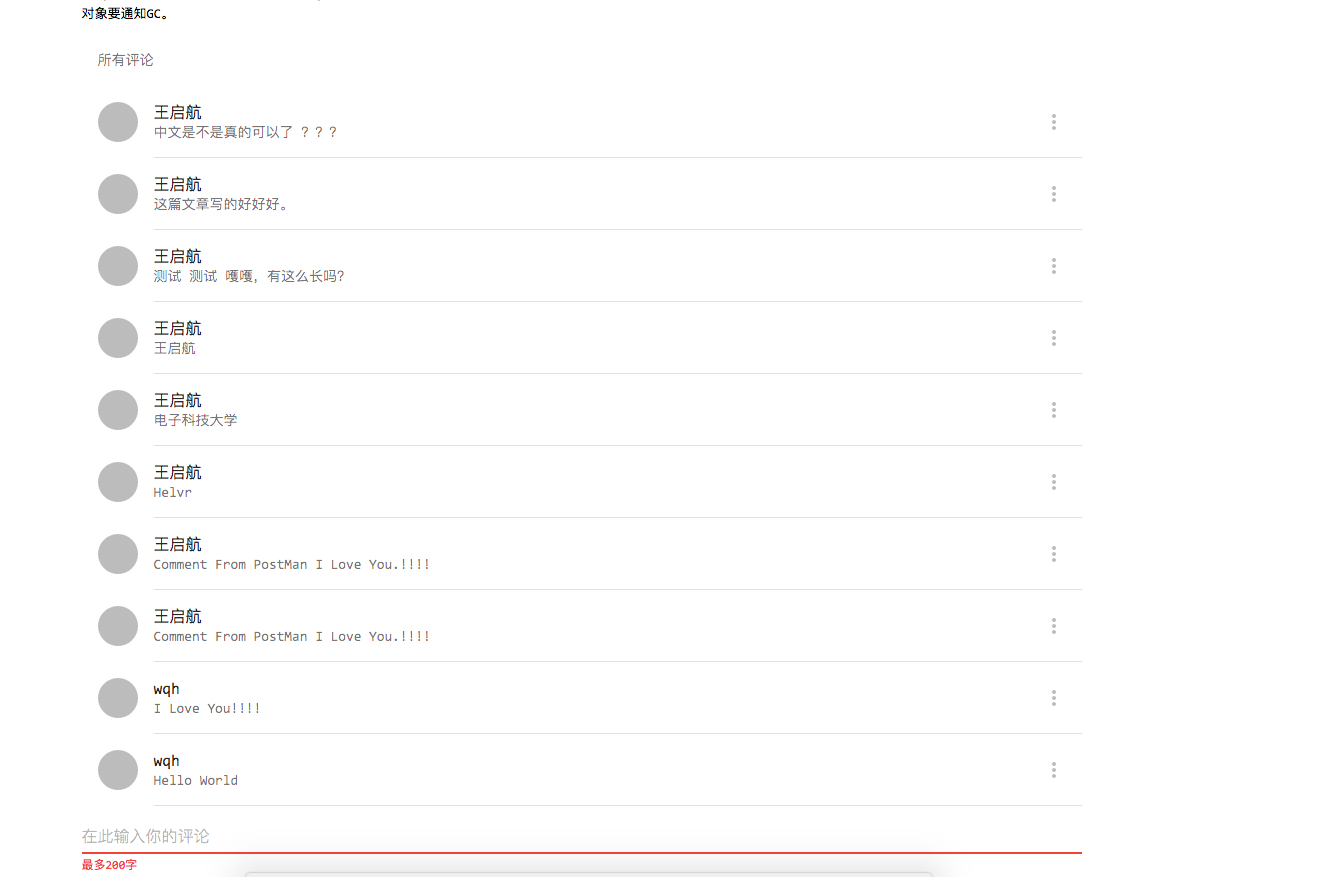 对象要通知GC。
所有评论
王启航
中文是不是真的可以了 ？？？
王启航
这篇文章写的好好好。
王启航
测试 测试 嚄嚄，有这么长吗？
王启航
王启航
王启航
电子科技大学
王启航
Helvr
王启航
Comment From PostMan I Love You.!!!!
王启航
Comment From PostMan I Love You.!!!!
wqh
I Love You!!!!
wqh
Hello World
在此输入你的评论
最多200字